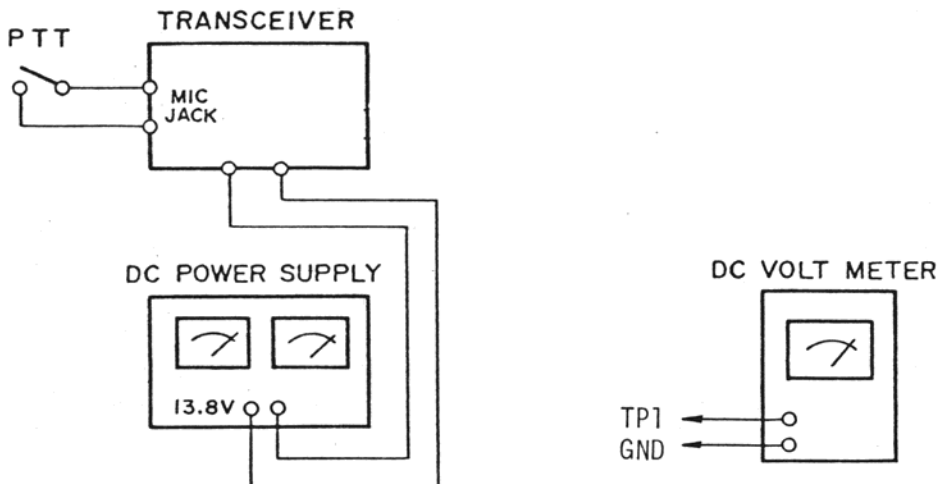 TRANSCEIVER
PTT
MIC
JACK
DC POWER SUPPLY
13.8V
DC VOLT METER
TP1
GND